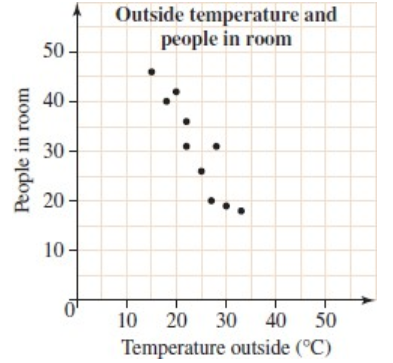 Outside temperature and
people in room
50
40
30
20
10
0
People in room
10 20 30 40 50
Temperature outside (°C)